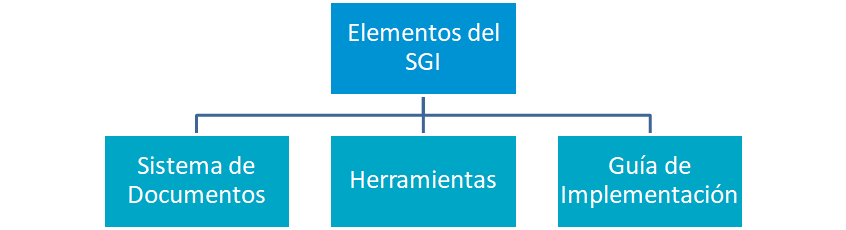 Elementos del
SGI
Sistema de
Documentos
Herramientas
Guía de
Implementación